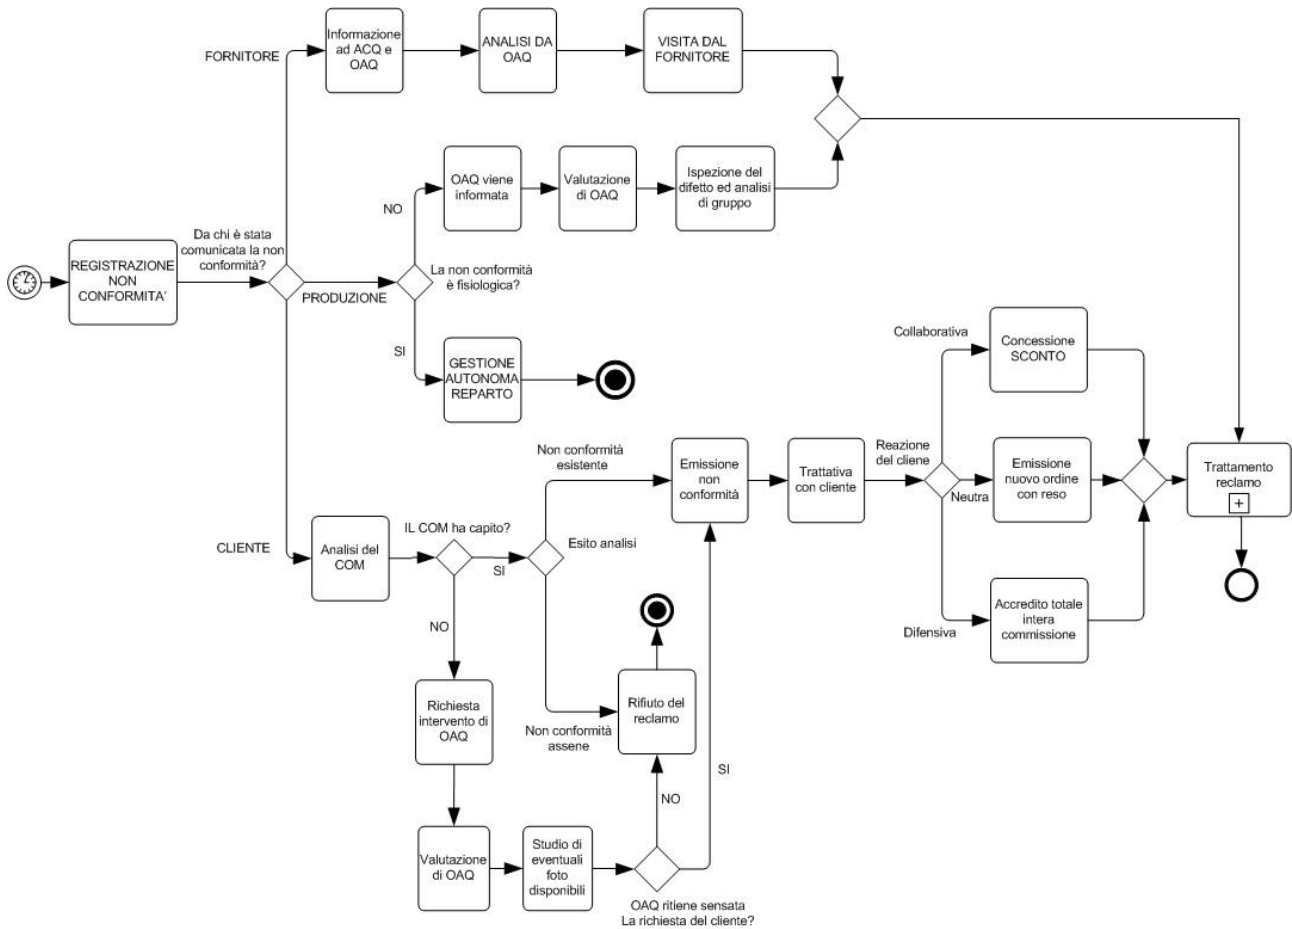 Informazione
ad ACQ e
OAQ
ANALISI DA
OAQ
VISITA DAL
FORNITORE
FORNITORE
OAQ viene
informata
Valutazione
di OAQ
Ispezione del
difetto ed analisi
di gruppo
NO
Da chi è stata
comunicata la non
conformità?
REGISTRAZIONE
NON
CONFORMITA'
La non conformità
è fisiologica?
PRODUZIONE
SI
GESTIONE
AUTONOMA
REPARTO
Collaborativa
Concessione
SCONTO
Non conformità
esistente
Emissione
non
conformità
Trattativa
con cliente
Reazione
del cliene
Neutra
Emissione
nuovo ordine
con reso
Trattamento
reclamo
+
CLIENTE
Analisi del
COM
IL COM ha capito?
SI
Esito analisi
NO
Difensiva
Accredito totale
intera
commissione
Richiesta
intervento di
OAQ
Non conformità
assene
Rifiuto del
reclamo
SI
NO
Valutazione
di OAQ
Studio di
eventuali
foto
disponibili
OAQ ritiene sensata
La richiesta del cliente?